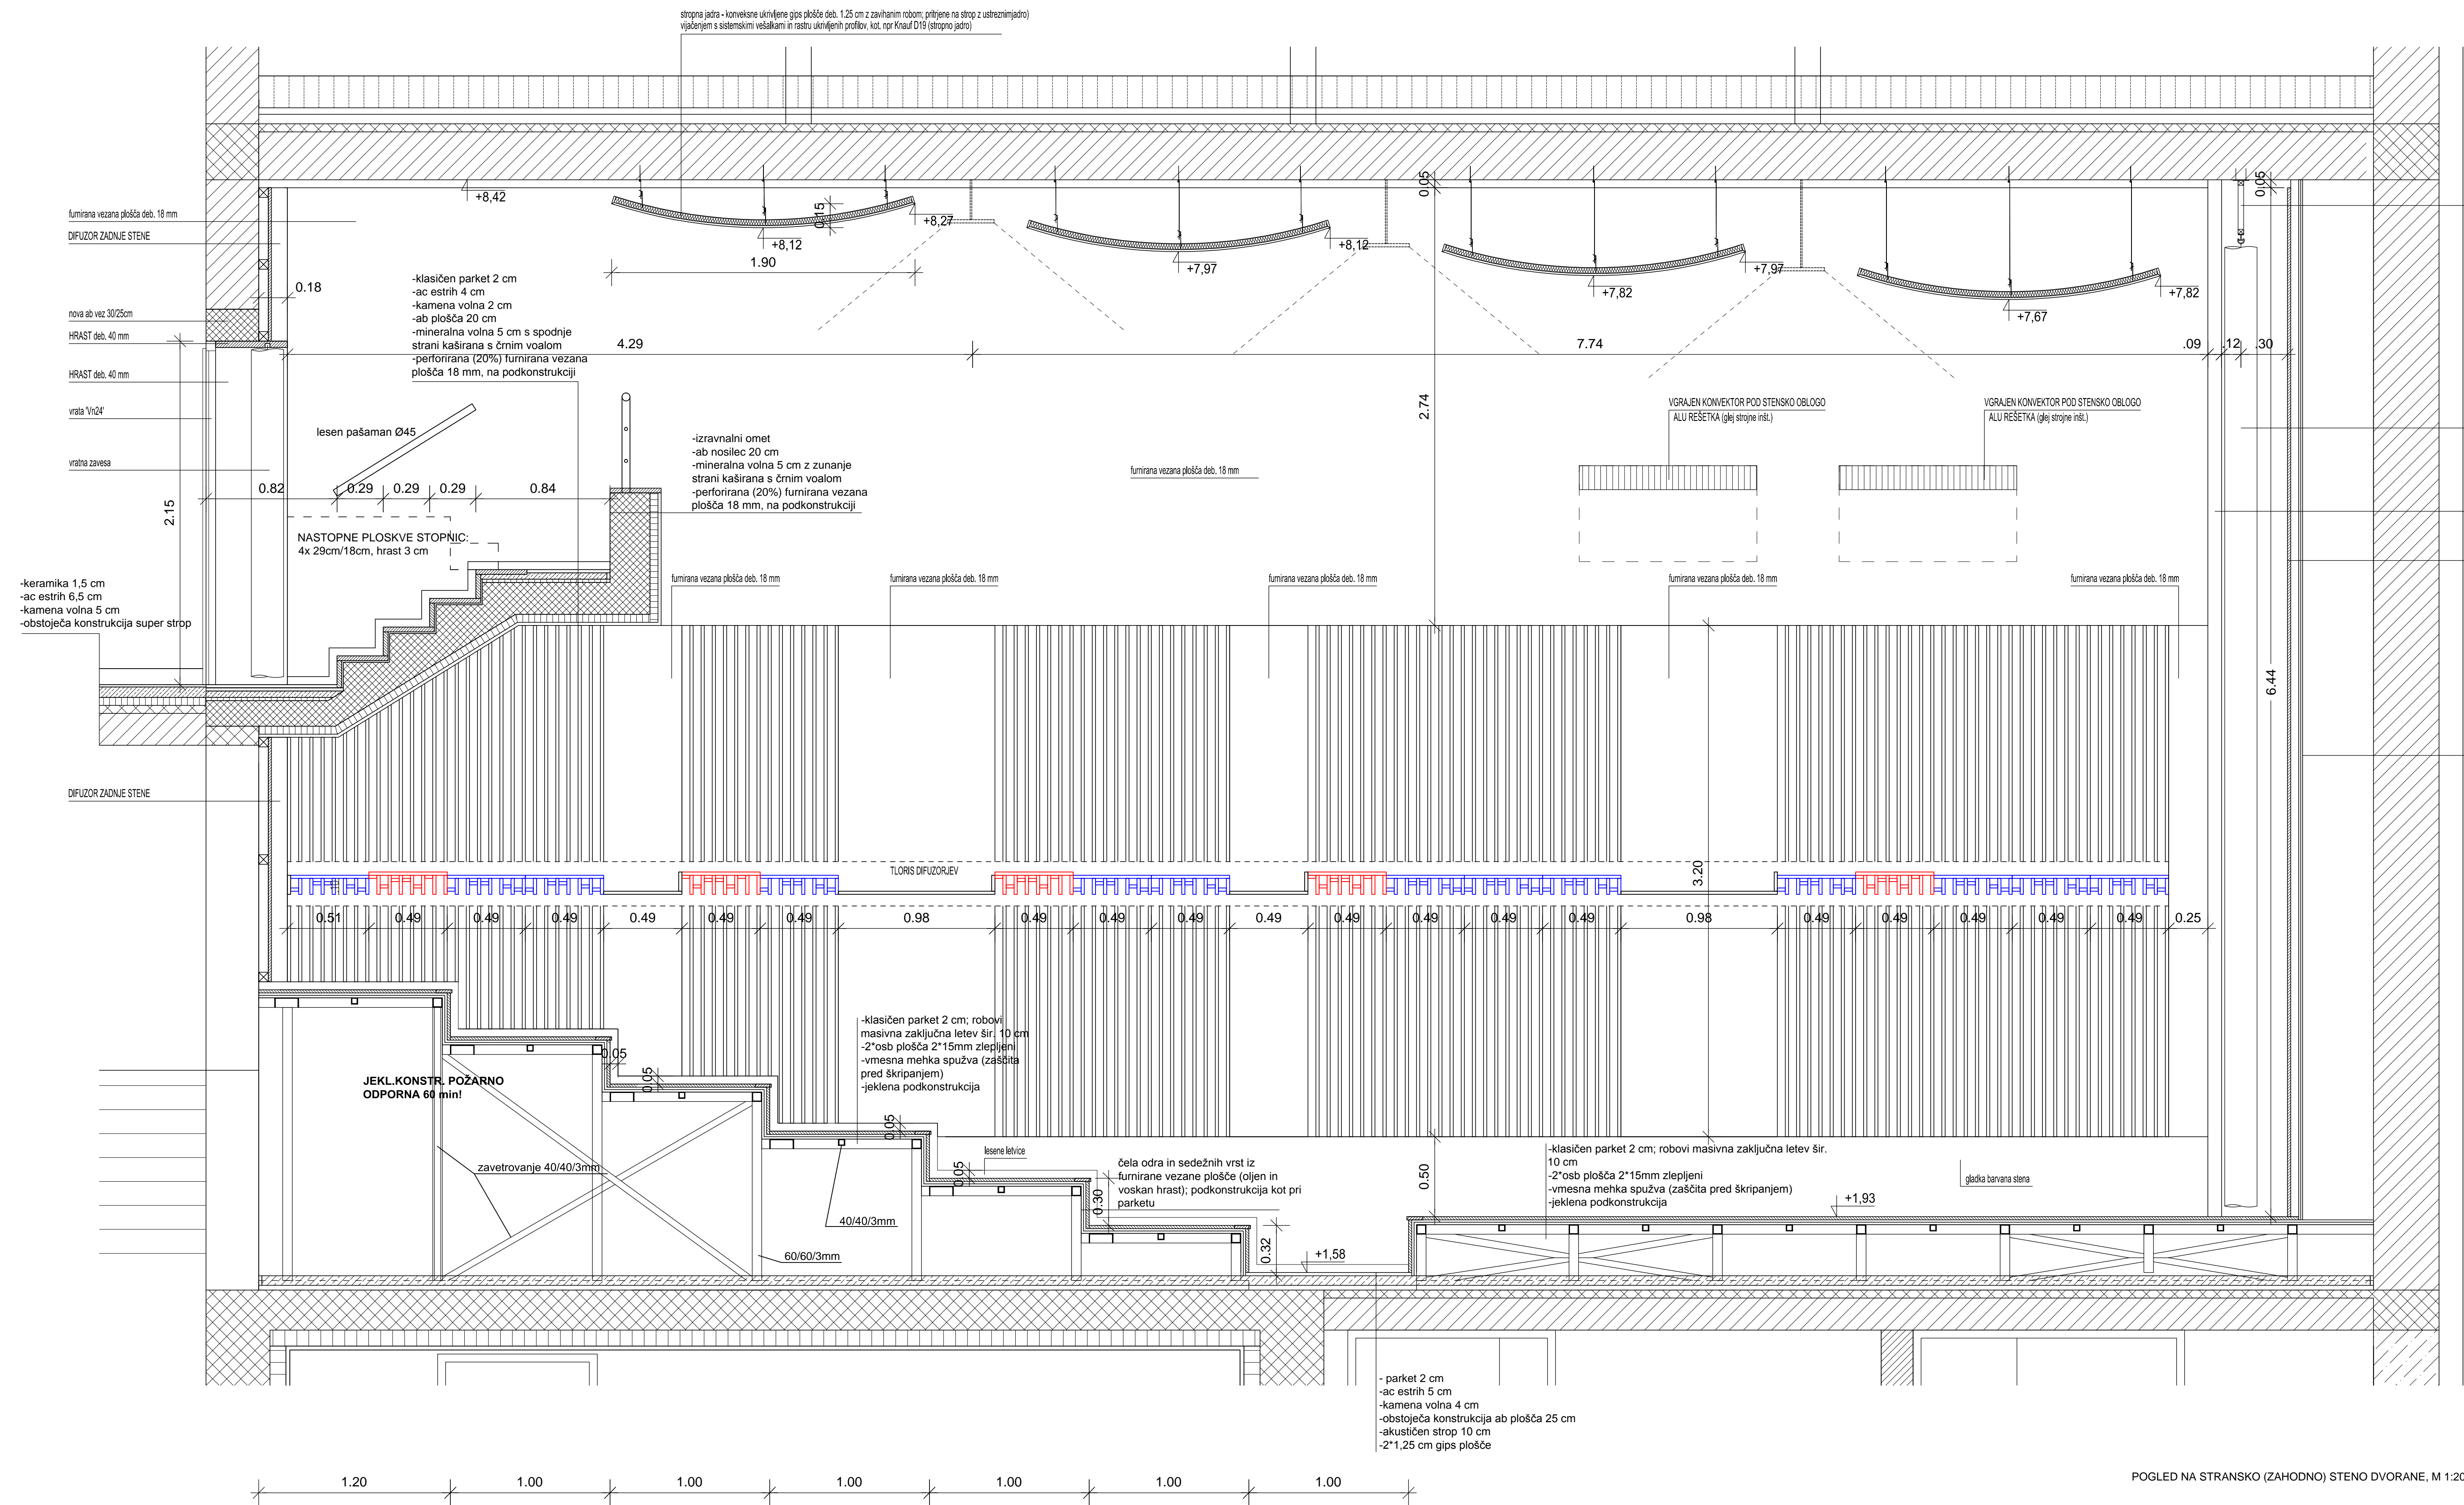 stropna jadra - konveksne ukrivljene gips plošče deb. 1.25 cm z zavihanim robom; pritrjene na strop z ustreznimjadro)
vijačenjem s sistemskimi vešalkami in rastru ukrivljenih profilov, kot. npr Knauf D19 (stropno jadro)
+8,42
+8,27
+8,12
0.15
1.90
+8,12
+7,97
0.05
+7,97
+7,82
+7,82
+7,67
0.05
furnirana vezana plošča deb. 18 mm
DIFUZOR ZADNJE STENE
0.18
nova ab vez 30/25cm
HRAST deb. 40 mm
HRAST deb. 40 mm
vrata 'Vn24'
vratna zavesa
2.15
-klasičen parket 2 cm
-ac estrih 4 cm
-kamena volna 2 cm
-ab plošča 20 cm
-mineralna volna 5 cm s spodnje
strani kaširana s črnim voalom
-perforirana (20%) furnirana vezana
plošča 18 mm, na podkonstrukciji
4.29
7.74
.09
.12
.30
2.74
lesen pašaman Ø45
-izravnalni omet
-ab nosilec 20 cm
-mineralna volna 5 cm z zunanje
strani kaširana s črnim voalom
-perforirana (20%) furnirana vezana
plošča 18 mm, na podkonstrukciji
furnirana vezana plošča deb. 18 mm
VGRAJEN KONVEKTOR POD STENSKO OBLOGO
ALU REŠETKA (glej strojne inšt.)
VGRAJEN KONVEKTOR POD STENSKO OBLOGO
ALU REŠETKA (glej strojne inšt.)
0.82
0.29
0.29
0.29
0.84
NASTOPNE PLOSKVE STOPNIC:
4x 29cm/18cm, hrast 3 cm
-keramika 1,5 cm
-ac estrih 6,5 cm
-kamena volna 5 cm
-obstoječa konstrukcija super strop
furnirana vezana plošča deb. 18 mm
furnirana vezana plošča deb. 18 mm
furnirana vezana plošča deb. 18 mm
furnirana vezana plošča deb. 18 mm
furnirana vezana plošča deb. 18 mm
6.44
DIFUZOR ZADNJE STENE
TLORIS DIFUZORJEV
3.20
0.51
0.49
0.49
0.49
0.49
0.49
0.49
0.98
0.49
0.49
0.49
0.49
0.49
0.49
0.49
0.49
0.98
0.49
0.49
0.49
0.49
0.49
0.25
-klasičen parket 2 cm; robovi
masivna zaključna letev šir. 10 cm
-2*osb plošča 2*15mm zlepljeni
-vmesna mehka spužva (zaščita
pred škripanjem)
-jeklena podkonstrukcija
0.05
0.05
0.05
0.05
JEKL.KONSTR. POŽARNO
ODPORNA 60 min!
zavetrovanje 40/40/3mm
40/40/3mm
60/60/3mm
lesene letvice
čela odra in sedežnih vrst iz
furnirane vezane plošče (oljen in
voskan hrast); podkonstrukcija kot pri
parketu
0.30
0.32
+1,58
0.50
-klasičen parket 2 cm; robovi masivna zaključna letev šir.
10 cm
-2*osb plošča 2*15mm zlepljeni
-vmesna mehka spužva (zaščita pred škripanjem)
-jeklena podkonstrukcija
+1,93
gladka barvana stena
- parket 2 cm
-ac estrih 5 cm
-kamena volna 4 cm
-obstoječa konstrukcija ab plošča 25 cm
-akustičen strop 10 cm
-2*1,25 cm gips plošče
1.20
1.00
1.00
1.00
1.00
1.00
1.00
POGLED NA STRANSKO (ZAHODNO) STENO DVORANE, M 1:20